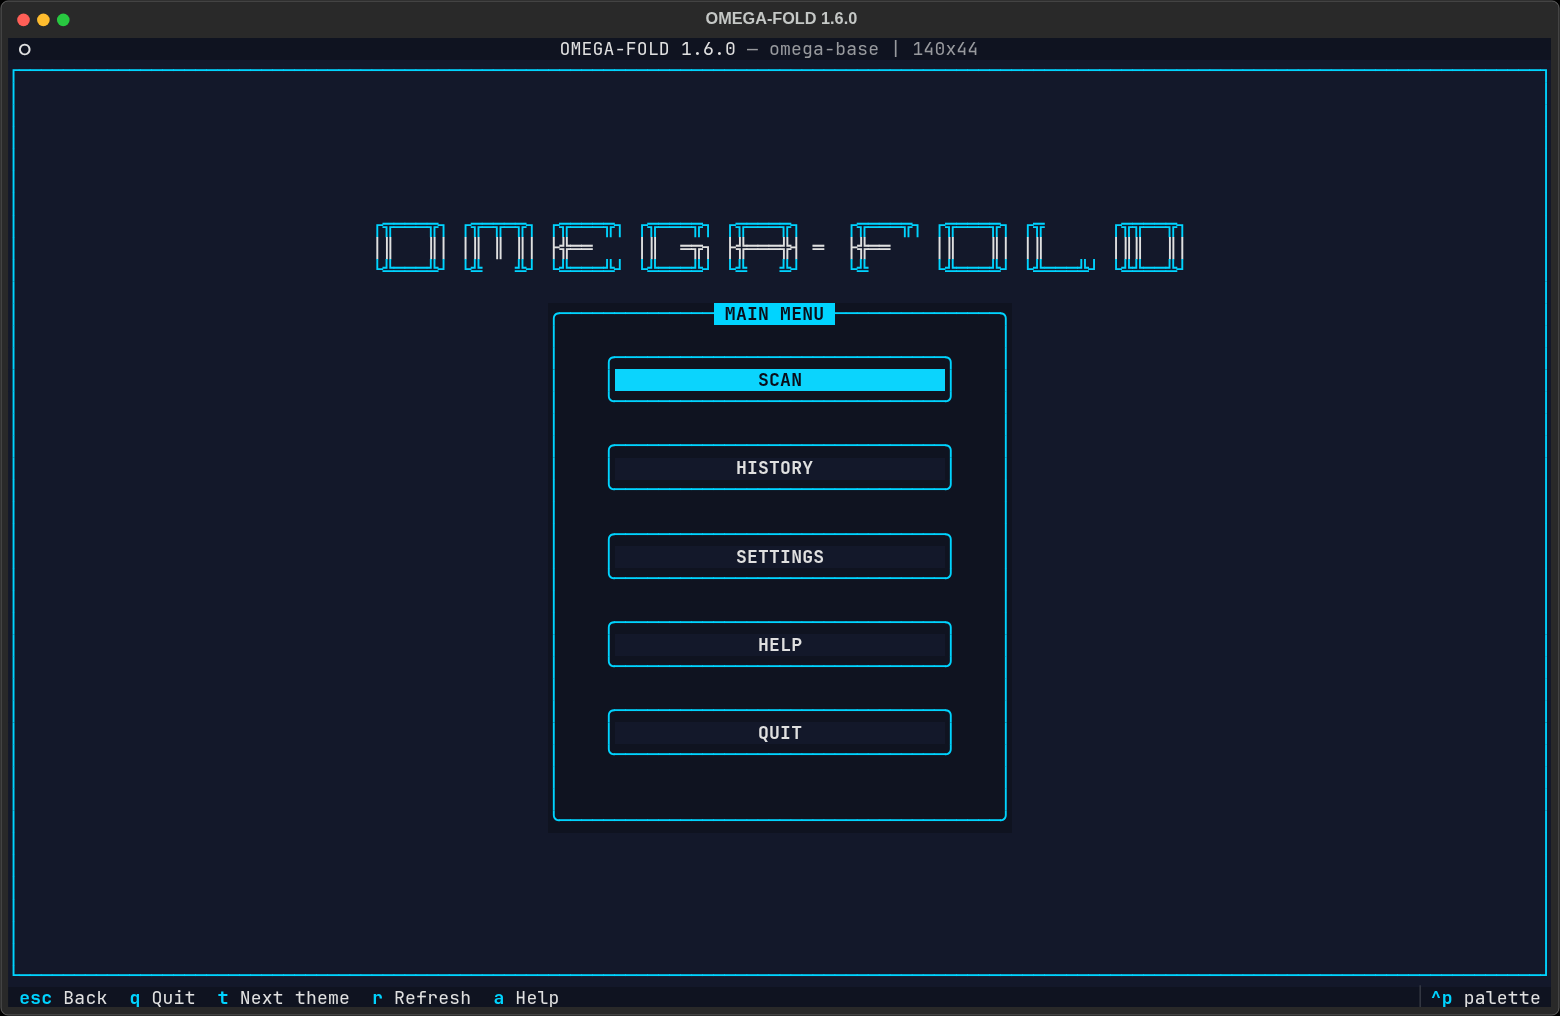 OMEGA-FOLD 1.6.0
OMEGA-FOLD 1.6.0 — omega-base | 140x44
OMEGA-FOLD
MAIN MENU
SCAN
HISTORY
SETTINGS
HELP
QUIT
esc Back q Quit t Next theme r Refresh a Help ^p palette